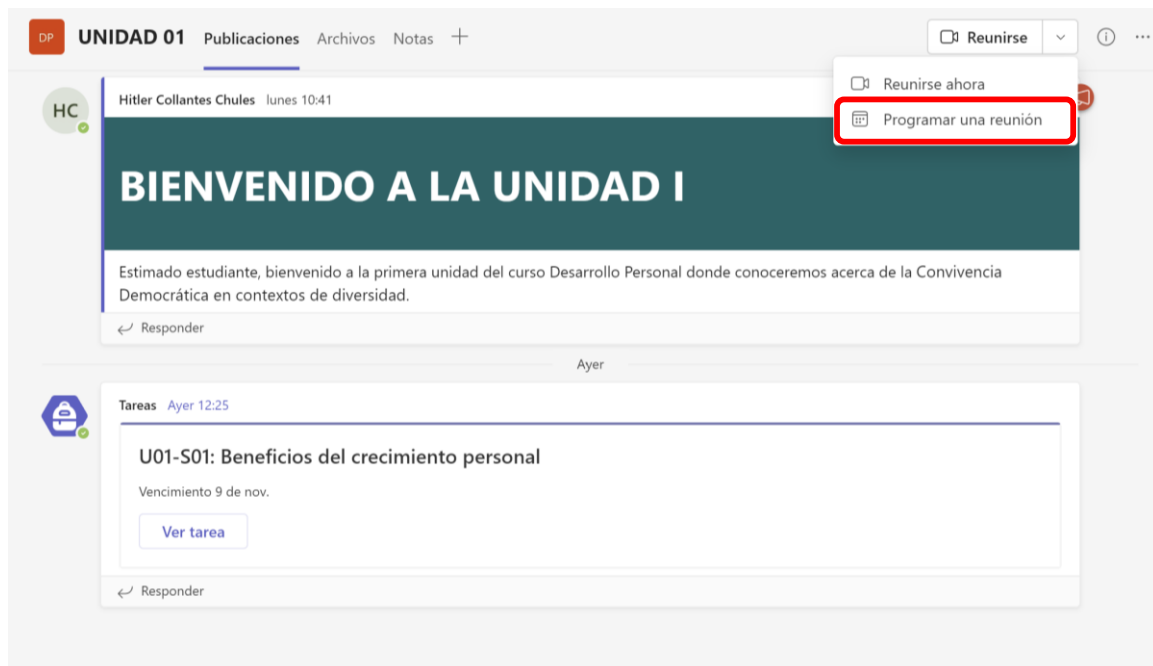 DP UNIDAD 01 Publicaciones Archivos Notas Reunirse
Reunirse ahora
Programar una reunión
HC Hitler Collantes Chules lunes 10:41
BIENVENIDO A LA UNIDAD I
Estimado estudiante, bienvenido a la primera unidad del curso Desarrollo Personal donde conoceremos acerca de la Convivencia
Democrática en contextos de diversidad.
Responder
Ayer
Tareas Ayer 12:25
U01-S01: Beneficios del crecimiento personal
Vencimiento 9 de nov.
Ver tarea
Responder